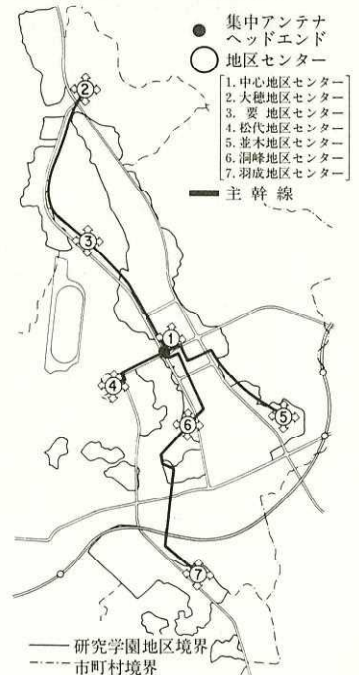 集中アンテナ
ヘッドエンド
地区センター
1. 中心地区センター
2. 大穂地区センター
3. 要 地区センター
4. 松代地区センター
5. 並木地区センター
6. 洞峰地区センター
7. 羽成地区センター
主幹線
2
3
1
4
5
6
7
研究学園地区境界
市町村境界